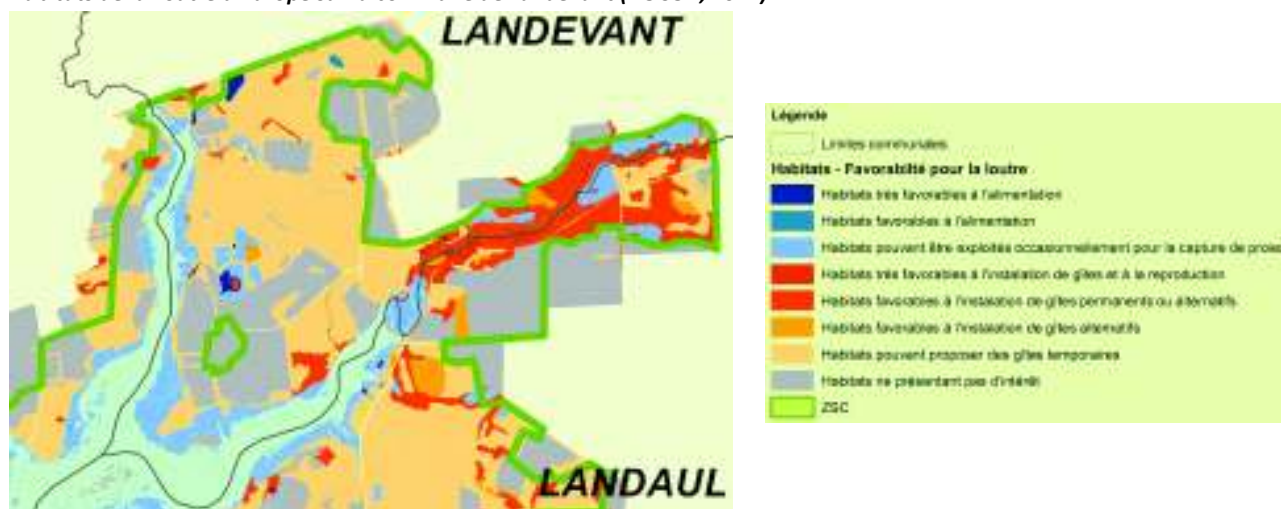 LANDEVANT
LANDAUL
Légende
Limites communales
Habitats - Favorabilité pour la loutre
Habitats très favorables à l'alimentation
Habitats favorables à l'alimentation
Habitats pouvant être exploités occasionnellement pour la capture de proies
Habitats très favorables à l'instalation de gîtes et à la reproduction
Habitats favorables à l'instalation de gîtes permanents ou alternatifs
Habitats favorables à l'instalation de gîtes alternatifs
Habitats pouvant proposer des gîtes temporaires
Habitats ne présentant pas d'intérêt
ZSC